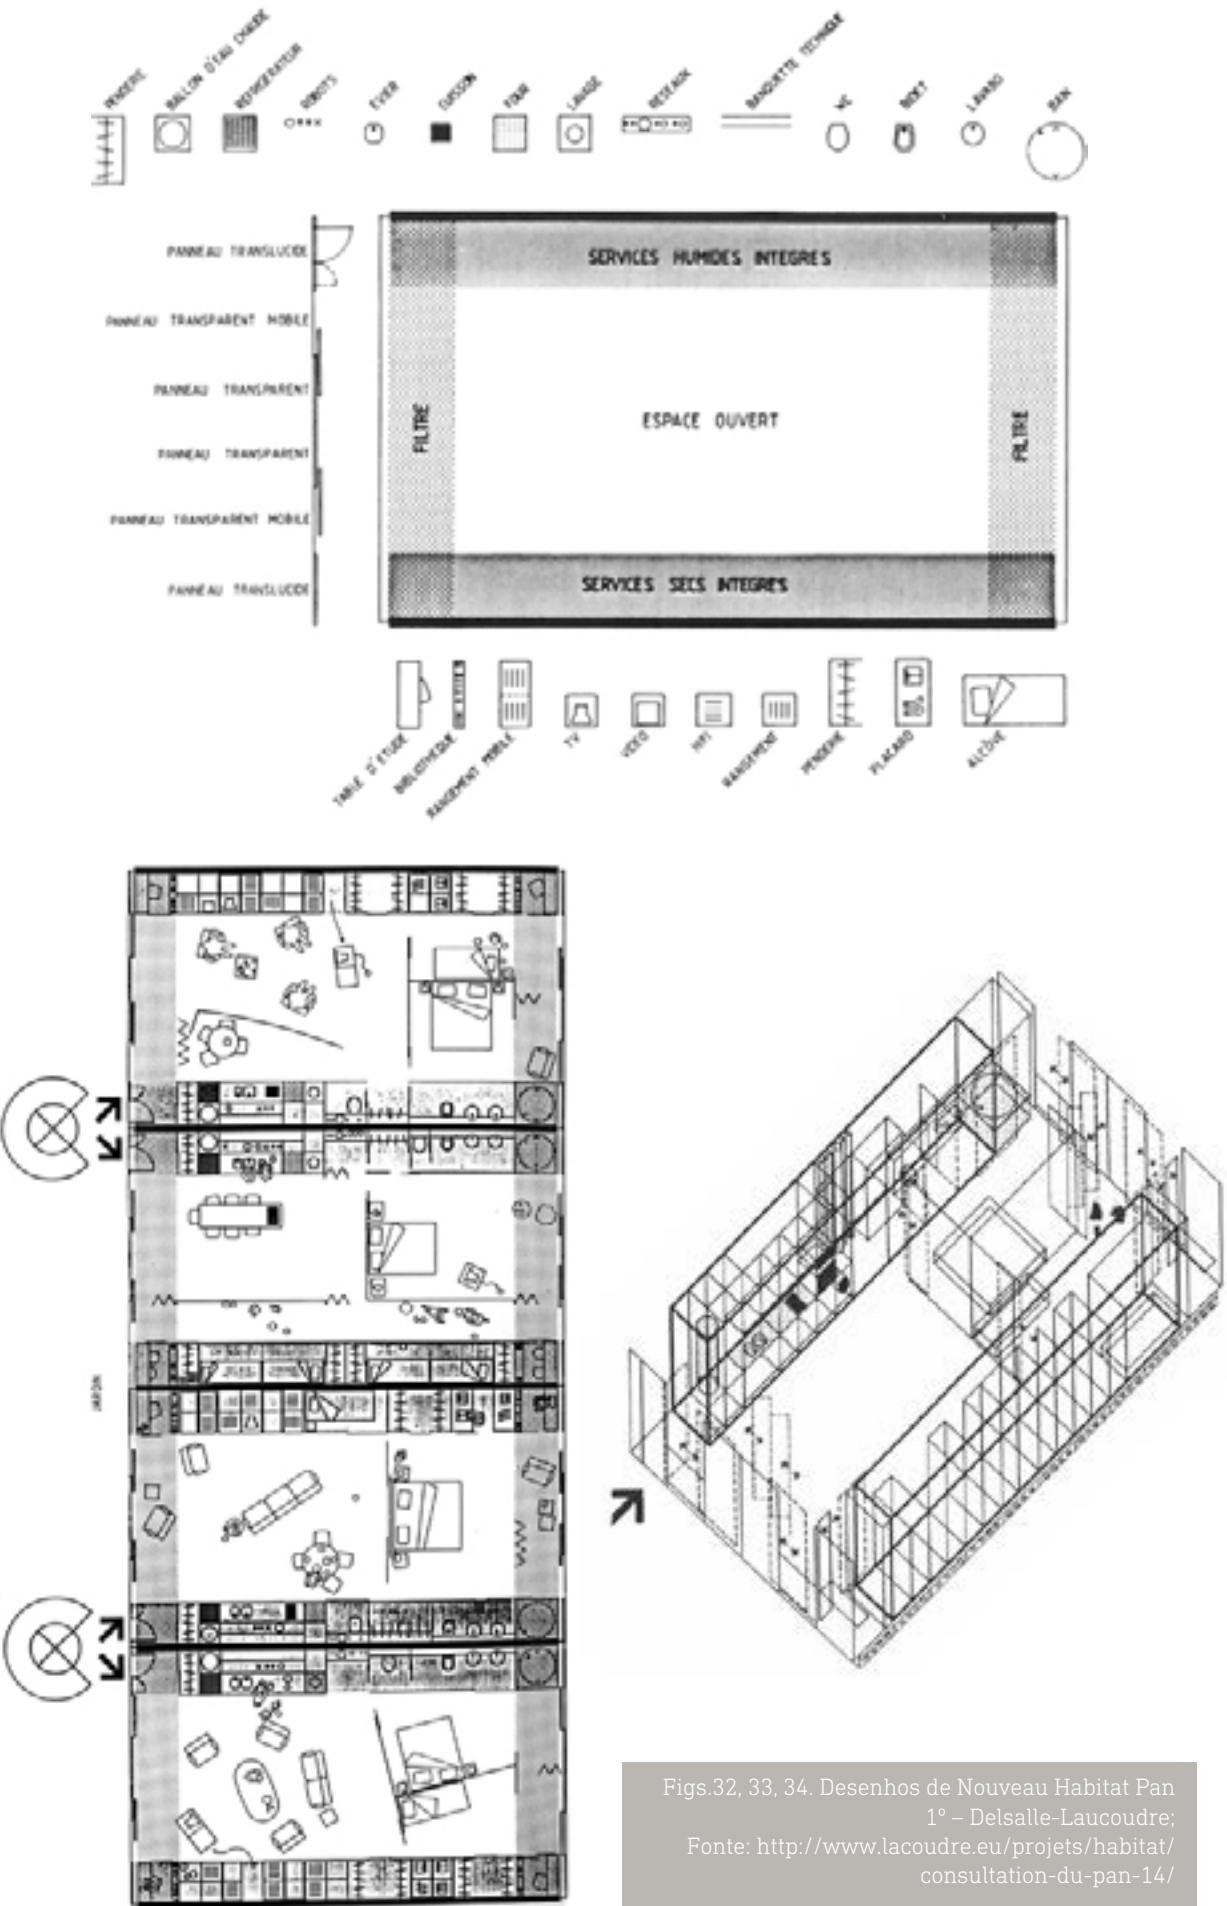 PENDERIE
BALLON D'EAU CHAUDE
REFRIGERATEUR
ROBOTS
EVIER
CUISSON
FOUR
LAVAGE
RESEAUX
BANQUETTE TECHNIQUE
WC
BIDET
LAVABO
BAIN
PANNEAU TRANSLUCIDE
PANNEAU TRANSPARENT MOBILE
PANNEAU TRANSPARENT
PANNEAU TRANSPARENT
PANNEAU TRANSPARENT MOBILE
PANNEAU TRANSLUCIDE
SERVICES HUMIDES INTEGRES
FILTRE
ESPACE OUVERT
FILTRE
SERVICES SECS INTEGRES
TABLE D'ETUDE
BIBLIOTHEQUE
RANGEMENT MOBILE
TV
VIDEO
HIFI
RANGEMENT
PENDERIE
PLACARD
ALCÔVE
JARDIN
Figs.32, 33, 34. Desenhos de Nouveau Habitat Pan
1º – Delsalle-Laucoudre;
Fonte: http://www.lacoudre.eu/projets/habitat/
consultation-du-pan-14/